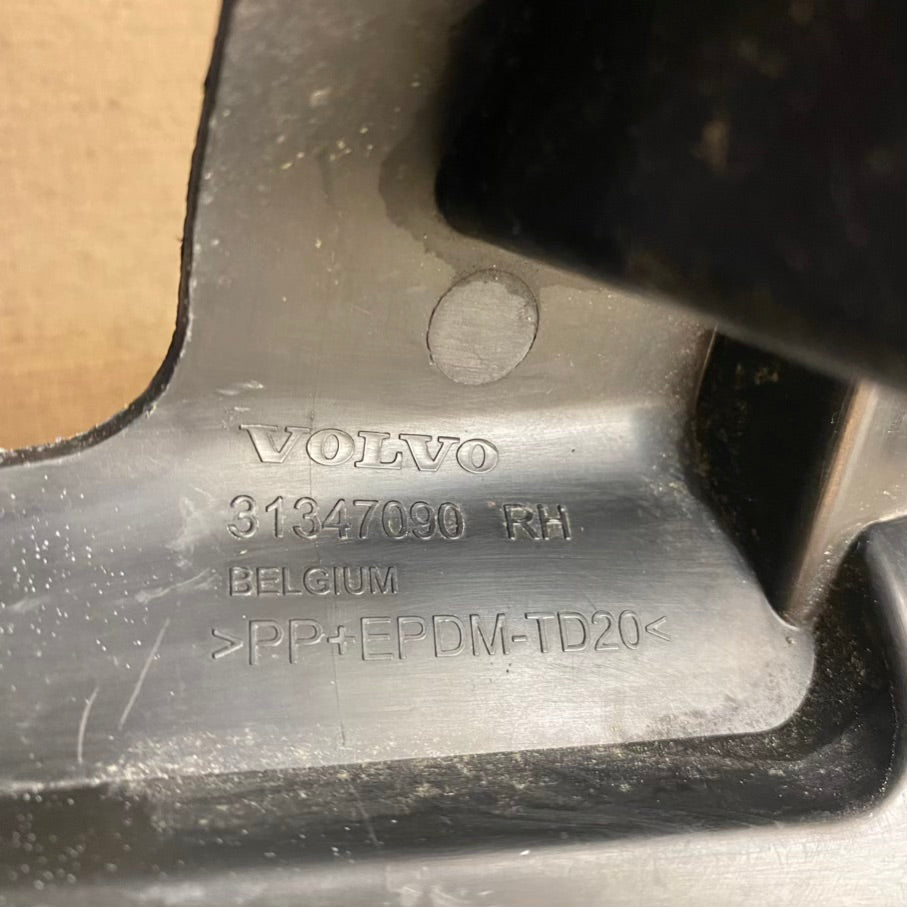 VOLVO
31347090 RH
BELGIUM
>PP+EPDM-TD20<